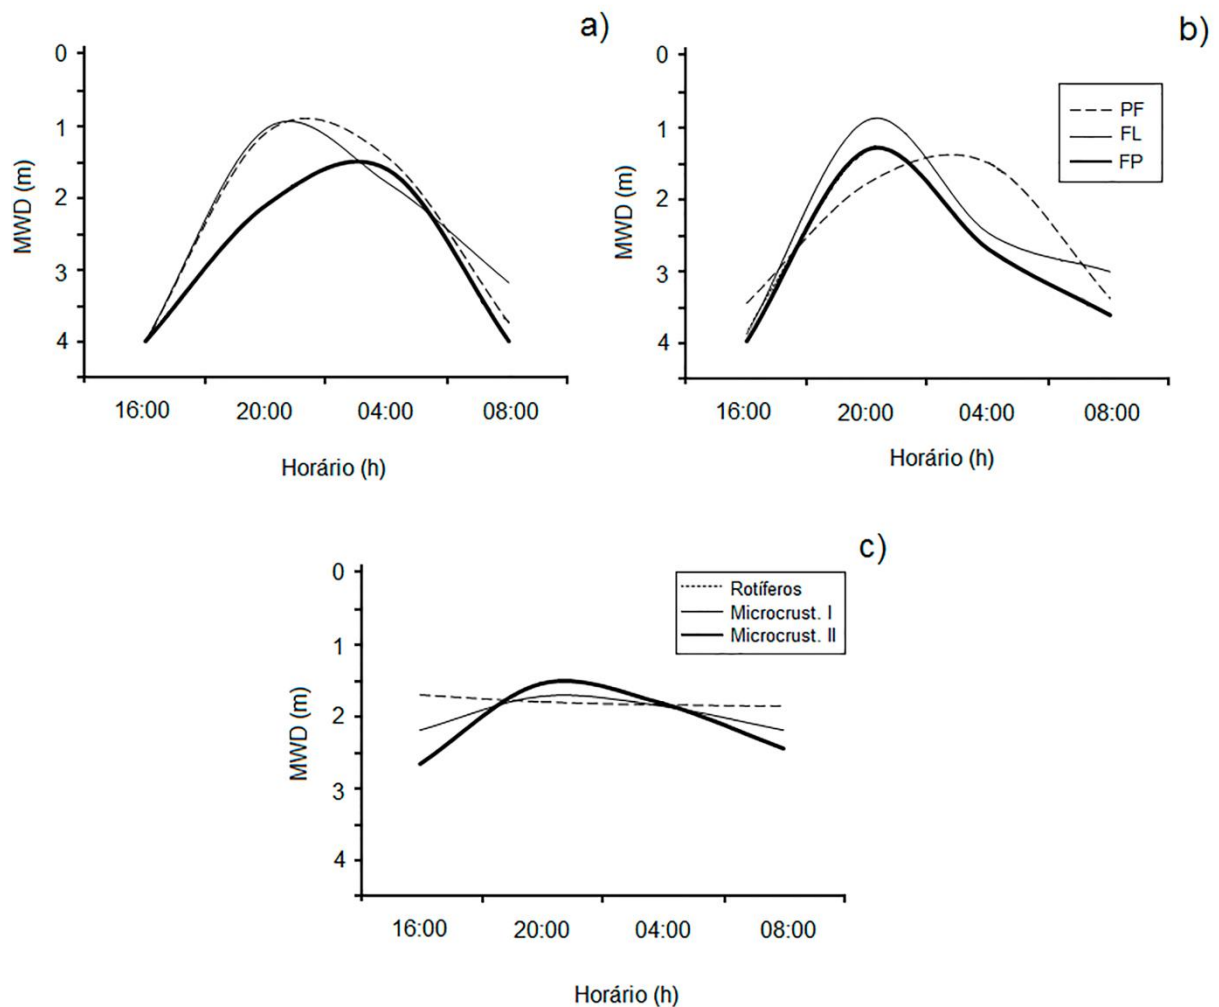 a)
0
1
2
3
4
MWD (m)
16:00 20:00 04:00 08:00
Horário (h)
b)
0
1
2
3
4
MWD (m)
PF
FL
FP
16:00 20:00 04:00 08:00
Horário (h)
c)
0
1
2
3
4
MWD (m)
Rotíferos
Microcrust. I
Microcrust. II
16:00 20:00 04:00 08:00
Horário (h)